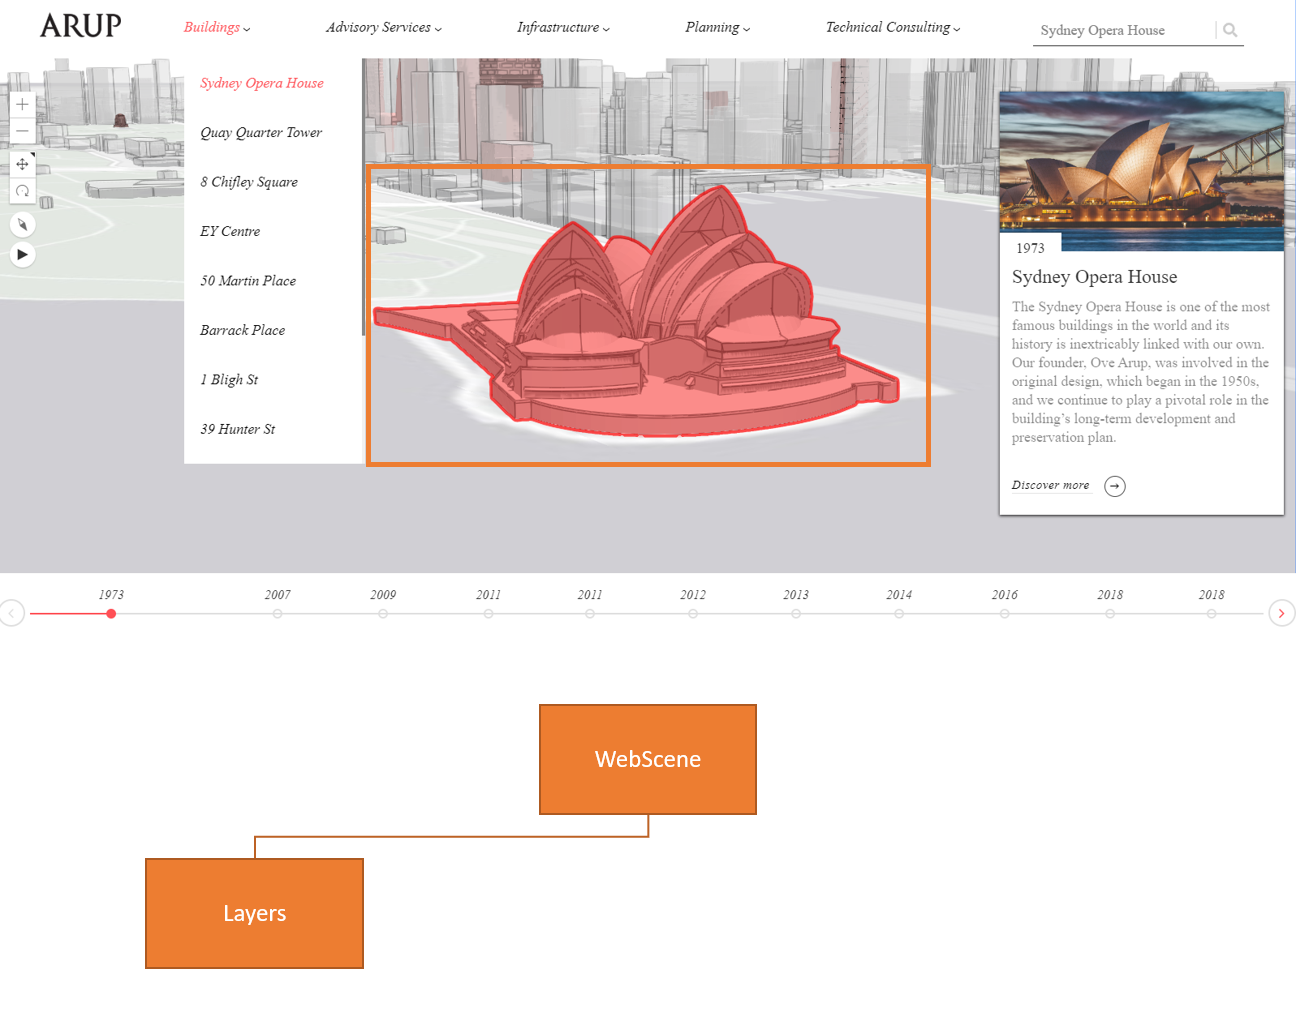 ARUP
Buildings
Advisory Services
Infrastructure
Planning
Technical Consulting
Sydney Opera House
Sydney Opera House
Quay Quarter Tower
8 Chifley Square
EY Centre
50 Martin Place
Barrack Place
1 Bligh St
39 Hunter St
1973
Sydney Opera House
The Sydney Opera House is one of the most
famous buildings in the world and its
history is inextricably linked with our own.
Our founder, Ove Arup, was involved in the
original design, which began in the 1950s,
and we continue to play a pivotal role in the
building’s long-term development and
preservation plan.
Discover more
1973 2007 2009 2011 2011 2012 2013 2014 2016 2018 2018
WebScene
Layers